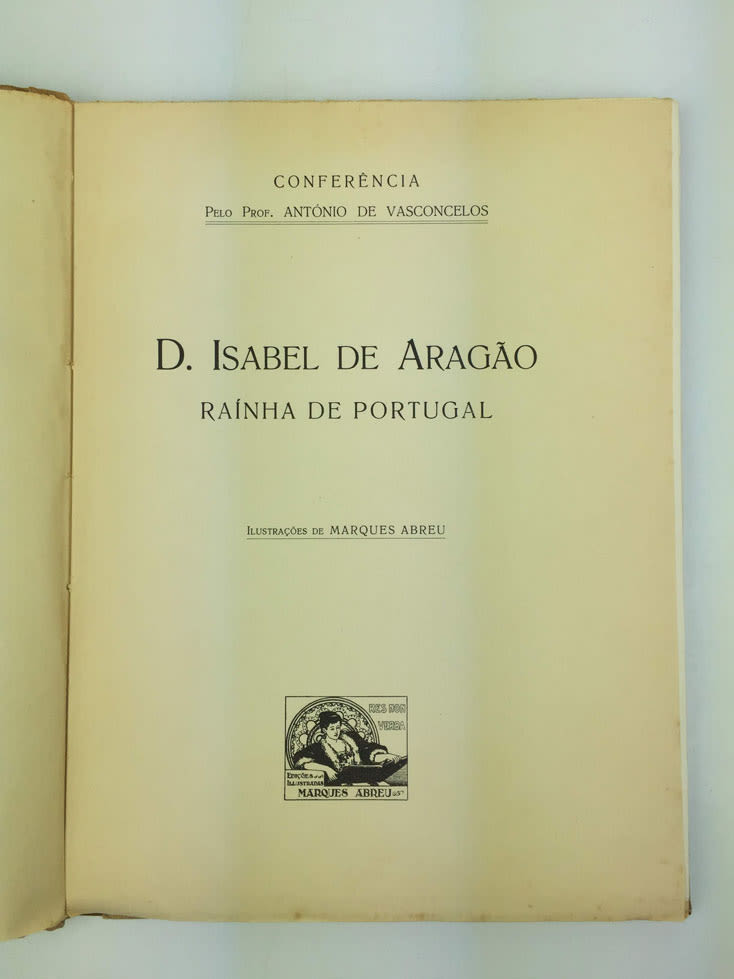 CONFERÊNCIA
PELO PROF. ANTÓNIO DE VASCONCELOS
D. ISABEL DE ARAGÃO
RAÍNHA DE PORTUGAL
ILUSTRAÇÕES DE MARQUES ABREU
RES NON
VERBA
EDIÇÕES
ILLUSTRADAS
MARQUES ABREU